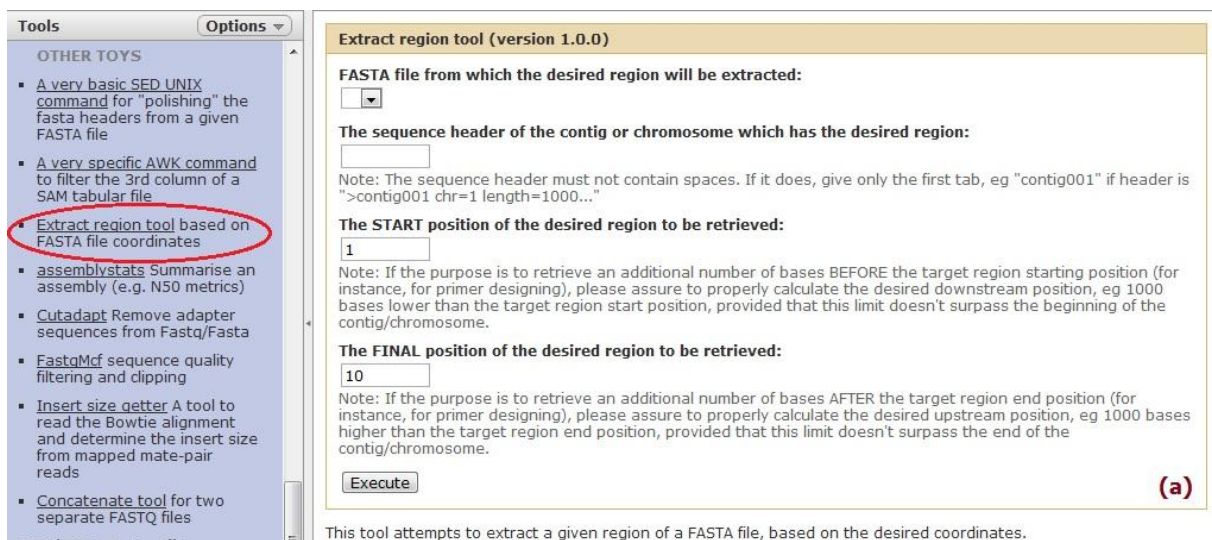 Tools
Options
OTHER TOYS
A very basic SED UNIX
command for "polishing" the
fasta headers from a given
FASTA file
A very specific AWK command
to filter the 3rd column of a
SAM tabular file
Extract region tool based on
FASTA file coordinates
assemblystats Summarise an
assembly (e.g. N50 metrics)
Cutadapt Remove adapter
sequences from Fastq/Fasta
FastqMcf sequence quality
filtering and clipping
Insert size getter A tool to
read the Bowtie alignment
and determine the insert size
from mapped mate-pair
reads
Concatenate tool for two
separate FASTQ files
Extract region tool (version 1.0.0)
FASTA file from which the desired region will be extracted:
The sequence header of the contig or chromosome which has the desired region:
Note: The sequence header must not contain spaces. If it does, give only the first tab, eg "contig001" if header is
">contig001 chr=1 length=1000..."
The START position of the desired region to be retrieved:
1
Note: If the purpose is to retrieve an additional number of bases BEFORE the target region starting position (for
instance, for primer designing), please assure to properly calculate the desired downstream position, eg 1000
bases lower than the target region start position, provided that this limit doesn't surpass the beginning of the
contig/chromosome.
The FINAL position of the desired region to be retrieved:
10
Note: If the purpose is to retrieve an additional number of bases AFTER the target region end position (for
instance, for primer designing), please assure to properly calculate the desired upstream position, eg 1000 bases
higher than the target region end position, provided that this limit doesn't surpass the end of the
contig/chromosome.
Execute
(a)
This tool attempts to extract a given region of a FASTA file, based on the desired coordinates.